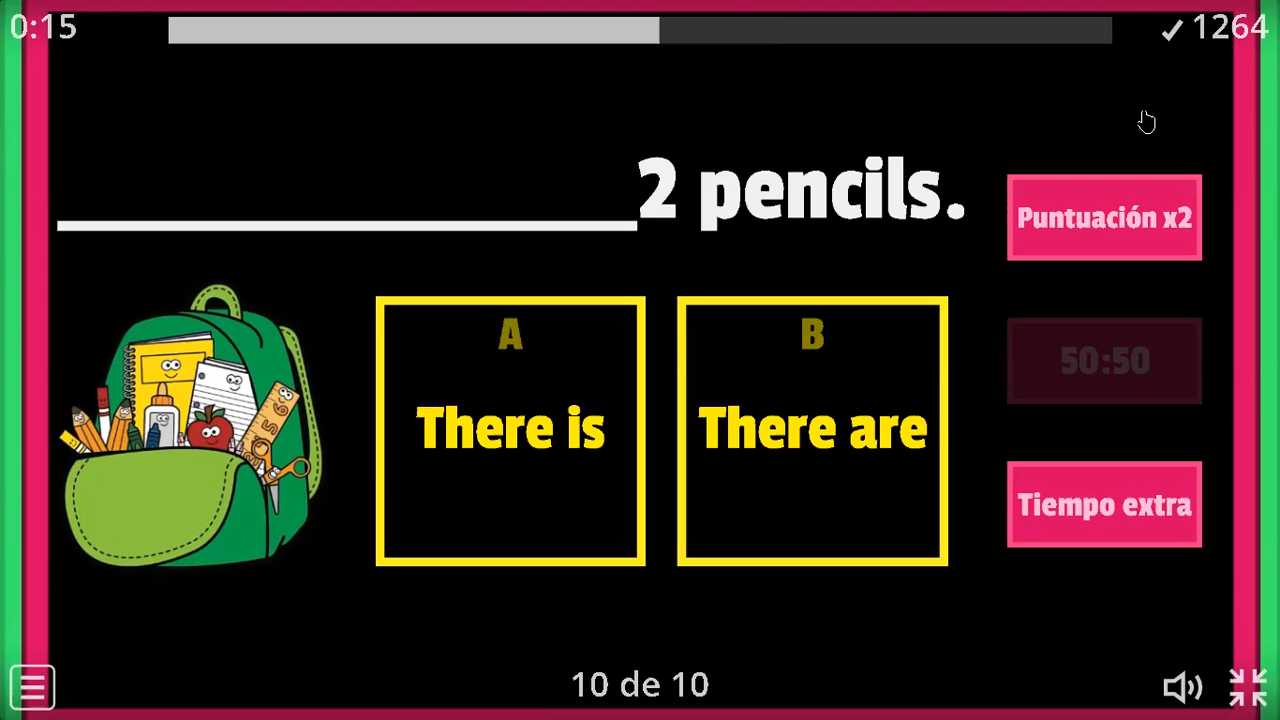 0:15
✓ 1264
2 pencils.
Puntuación x2
A
B
50:50
There is
There are
Tiempo extra
10 de 10